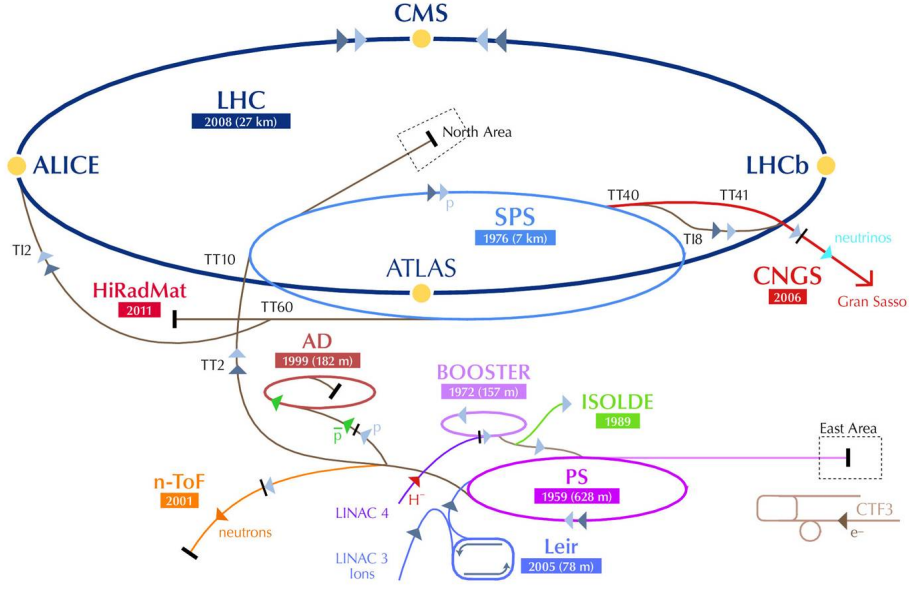 CMS
LHC
2008 (27 km)
North Area
ALICE
LHCb
TT40
TT41
p
SPS
1976 (7 km)
TI8
neutrinos
TI2
TT10
ATLAS
CNGS
2006
Gran Sasso
HiRadMat
2011
TT60
AD
1999 (182 m)
TT2
BOOSTER
1972 (157 m)
ISOLDE
1989
p
p̅
East Area
n-ToF
2001
PS
1959 (628 m)
H⁻
LINAC 4
neutrons
CTF3
e–
LINAC 3
Ions
Leir
2005 (78 m)